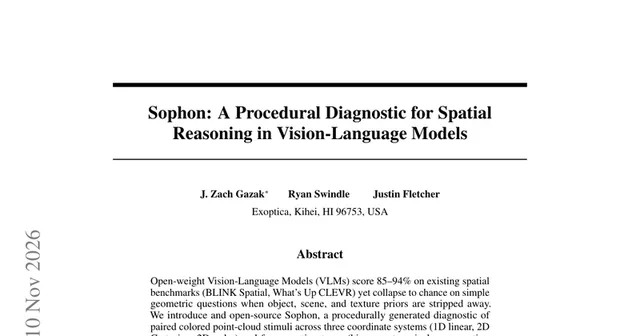 Sophon: A Procedural Diagnostic for Spatial
Reasoning in Vision-Language Models
J. Zach Gazak* Ryan Swindle Justin Fletcher
Exoptica, Kihei, HI 96753, USA
Abstract
Open-weight Vision-Language Models (VLMs) score 85–94% on existing spatial
benchmarks (BLINK Spatial, What's Up CLEVR) yet collapse to chance on simple
geometric questions when object, scene, and texture priors are stripped away.
We introduce and open-source Sophon, a procedurally generated diagnostic of
paired colored point-cloud stimuli across three coordinate systems (1D linear, 2D
10 Nov 2026